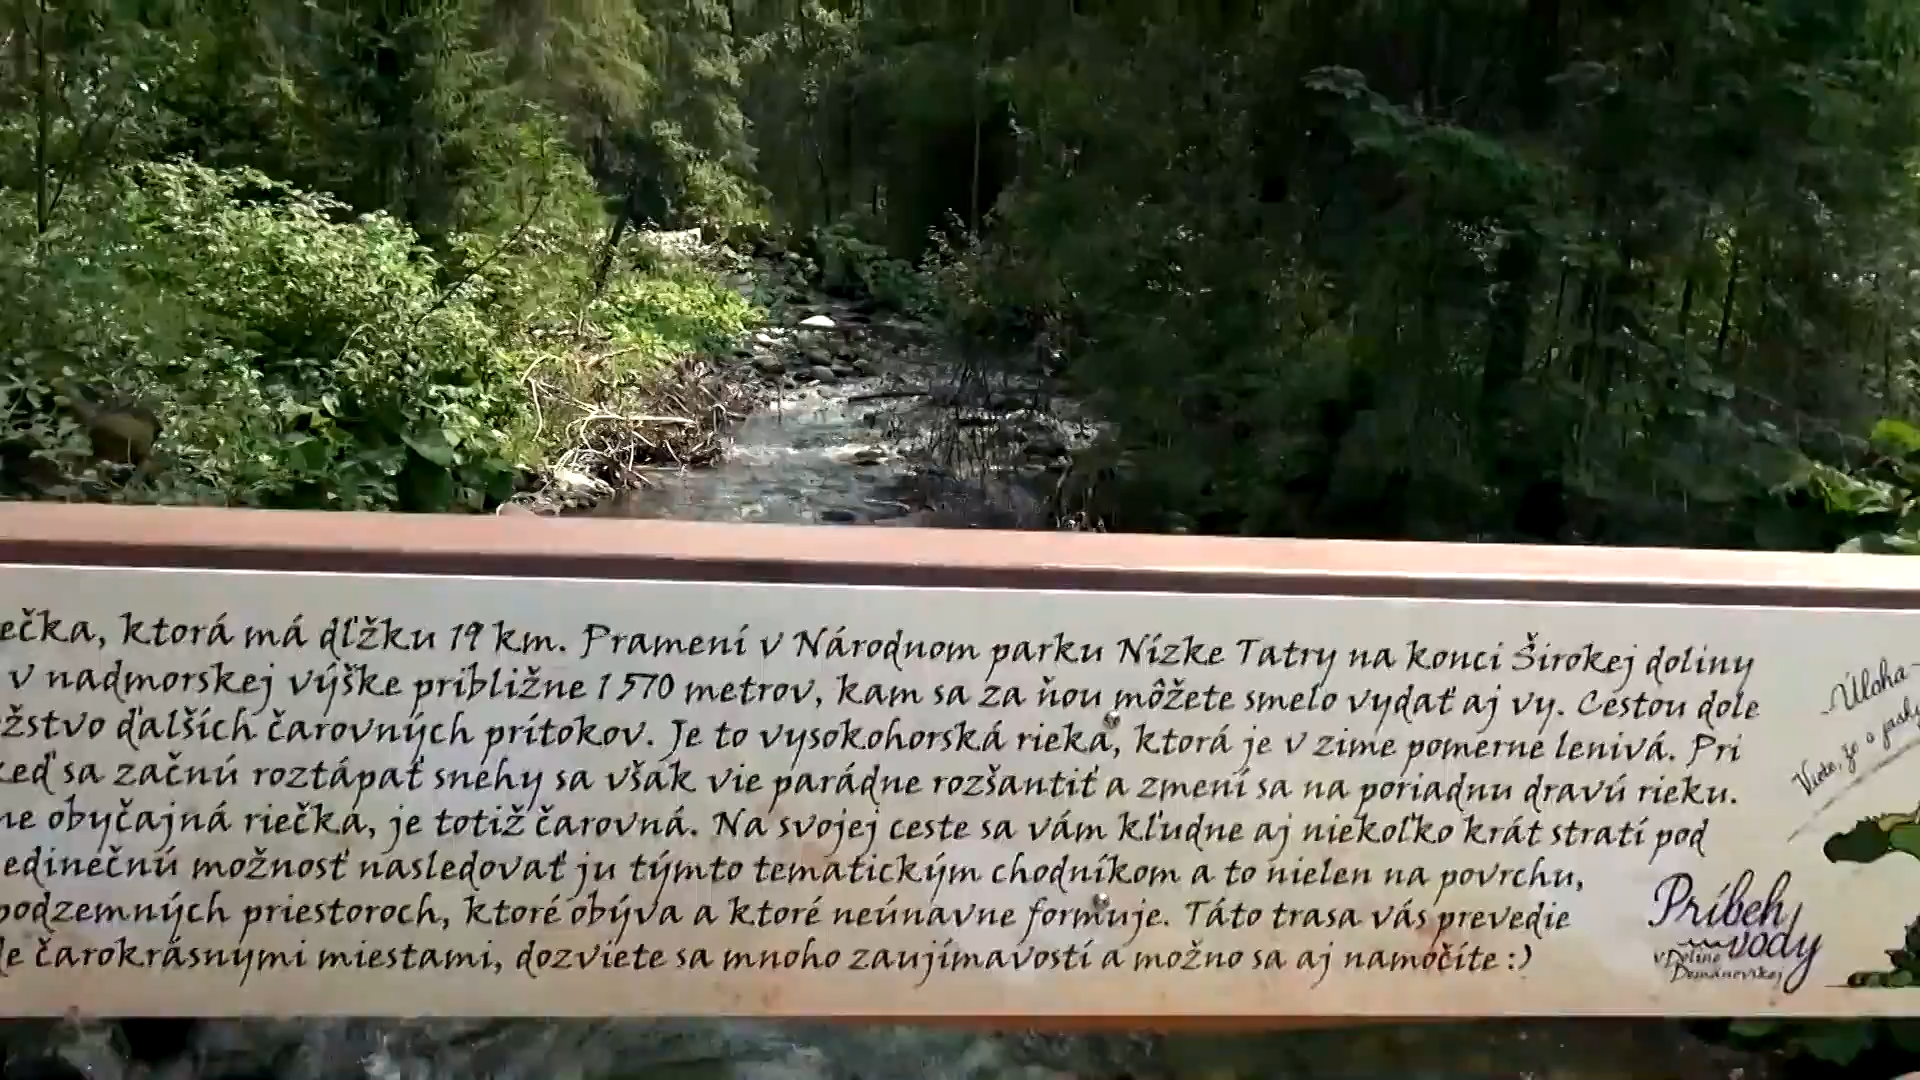 ečka, ktorá má dĺžku 19 km. Pramení v Národnom parku Nízke Tatry na konci Širokej doliny
v nadmorskej výške približne 1570 metrov, kam sa za ňou môžete smelo vydať aj vy. Cestou dole
žstvo ďalších čarovných prítokov. Je to vysokohorská rieka, ktorá je v zime pomerne lenivá. Pri
keď sa začnú roztápať snehy sa však vie parádne rozšantiť a zmení sa na poriadnu dravú rieku.
ne obyčajná riečka, je totiž čarovná. Na svojej ceste sa vám kľudne aj niekoľko krát stratí pod
edinečnú možnosť nasledovať ju týmto tematickým chodníkom a to nielen na povrchu,
podzemných priestoroch, ktoré obýva a ktoré neúnavne formuje. Táto trasa vás prevedie
le čarokrásnymi miestami, dozviete sa mnoho zaujímavostí a možno sa aj namočíte :)
Úloha
Viete, že o
Príbeh
vody
v Doline
Demänovskej